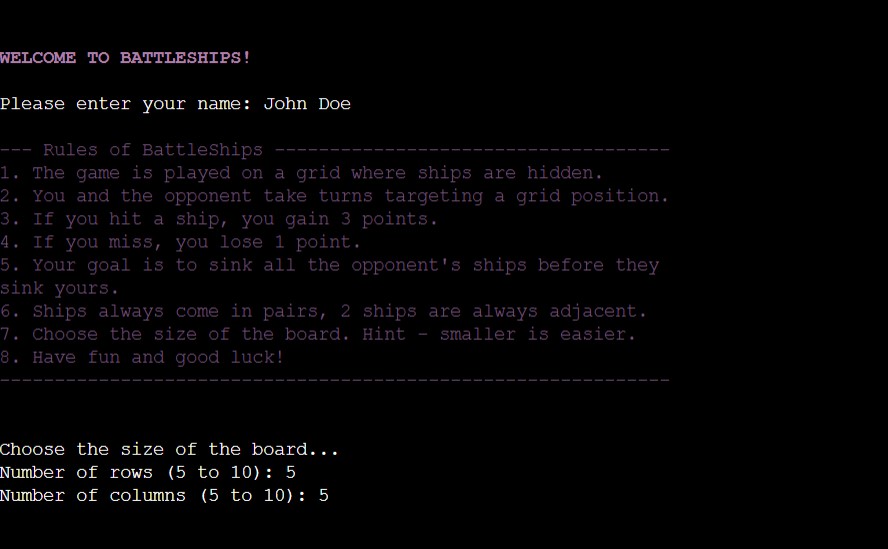 WELCOME TO BATTLESHIPS!
Please enter your name: John Doe
--- Rules of BattleShips ------------------------------------
1. The game is played on a grid where ships are hidden.
2. You and the opponent take turns targeting a grid position.
3. If you hit a ship, you gain 3 points.
4. If you miss, you lose 1 point.
5. Your goal is to sink all the opponent's ships before they
sink yours.
6. Ships always come in pairs, 2 ships are always adjacent.
7. Choose the size of the board. Hint - smaller is easier.
8. Have fun and good luck!
-------------------------------------------------------------
Choose the size of the board...
Number of rows (5 to 10): 5
Number of columns (5 to 10): 5